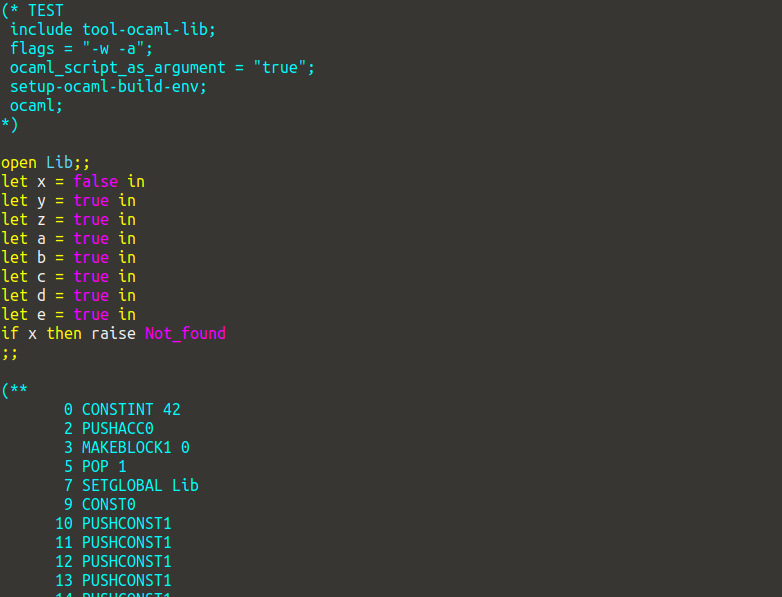 (* TEST
 include tool-ocaml-lib;
 flags = "-w -a";
 ocaml_script_as_argument = "true";
 setup-ocaml-build-env;
 ocaml;
*)

open Lib;;
let x = false in
let y = true in
let z = true in
let a = true in
let b = true in
let c = true in
let d = true in
let e = true in
if x then raise Not_found
;;

(**
       0 CONSTINT 42
       2 PUSHACC0
       3 MAKEBLOCK1 0
       5 POP 1
       7 SETGLOBAL Lib
       9 CONST0
      10 PUSHCONST1
      11 PUSHCONST1
      12 PUSHCONST1
      13 PUSHCONST1
      14 PUSHCONST1